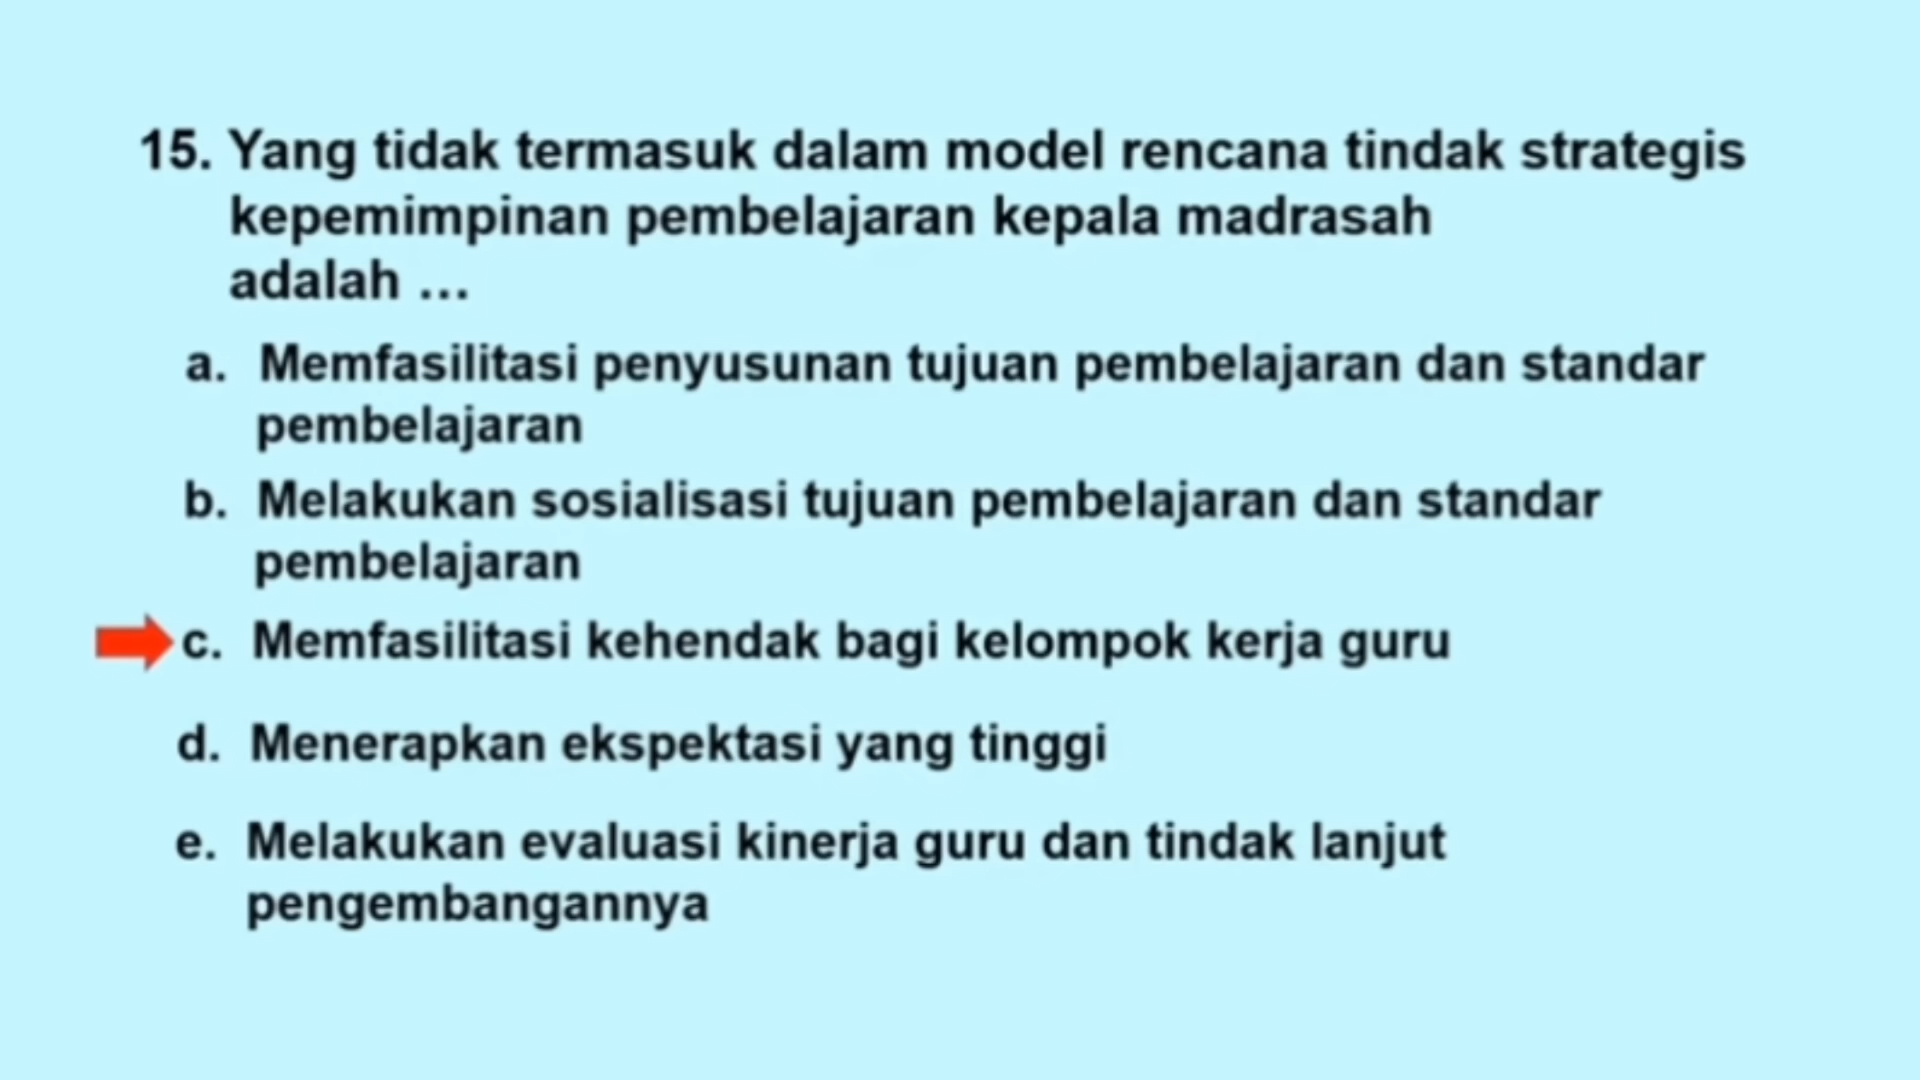 15. Yang tidak termasuk dalam model rencana tindak strategis
kepemimpinan pembelajaran kepala madrasah
adalah ...
a. Memfasilitasi penyusunan tujuan pembelajaran dan standar
pembelajaran
b. Melakukan sosialisasi tujuan pembelajaran dan standar
pembelajaran
c. Memfasilitasi kehendak bagi kelompok kerja guru
d. Menerapkan ekspektasi yang tinggi
e. Melakukan evaluasi kinerja guru dan tindak lanjut
pengembangannya